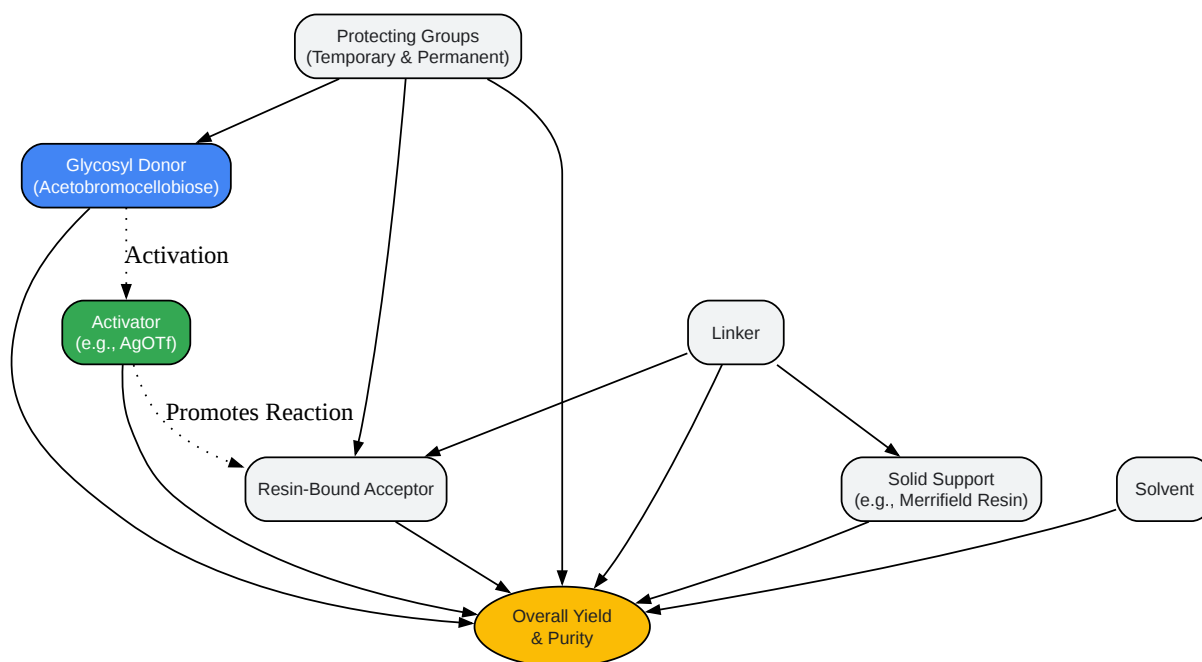 Protecting Groups
(Temporary & Permanent)
Glycosyl Donor
(Acetobromocellobiose)
Activation
Activator
(e.g., AgOTf)
Linker
Promotes Reaction
Resin-Bound Acceptor
Solid Support
(e.g., Merrifield Resin)
Solvent
Overall Yield
& Purity